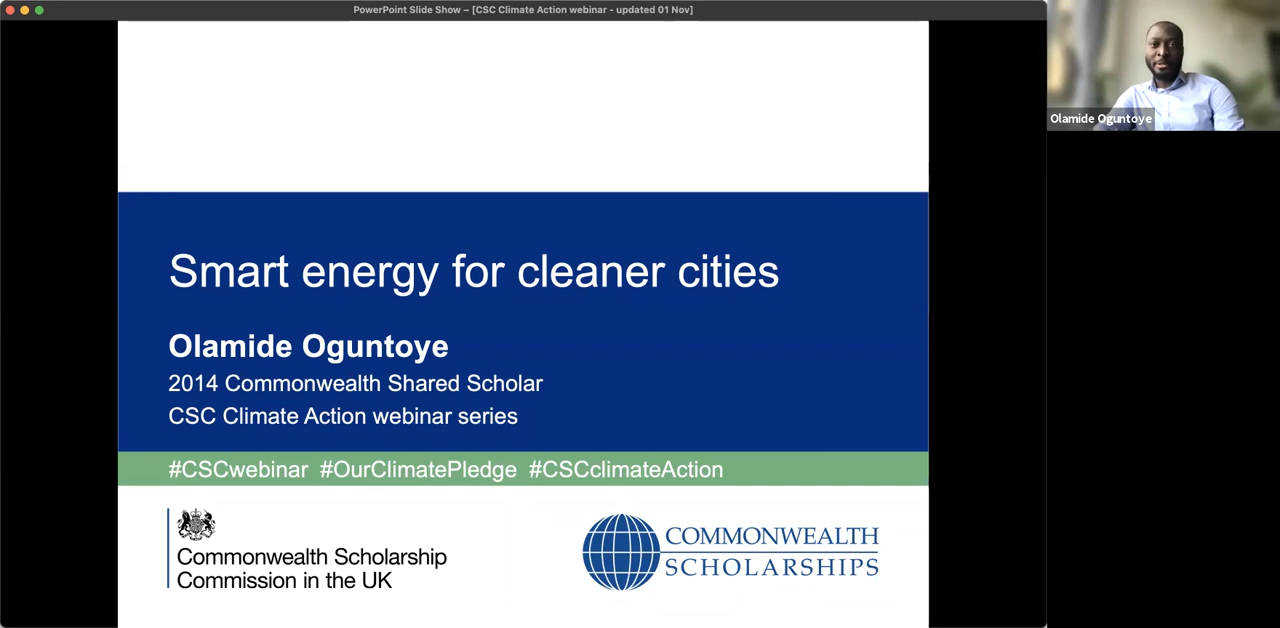 PowerPoint Slide Show – [CSC Climate Action webinar - updated 01 Nov]
Olamide Oguntoye
Smart energy for cleaner cities
Olamide Oguntoye
2014 Commonwealth Shared Scholar
CSC Climate Action webinar series
#CSCwebinar #OurClimatePledge #CSCclimateAction
Commonwealth Scholarship
Commission in the UK
COMMONWEALTH
SCHOLARSHIPS